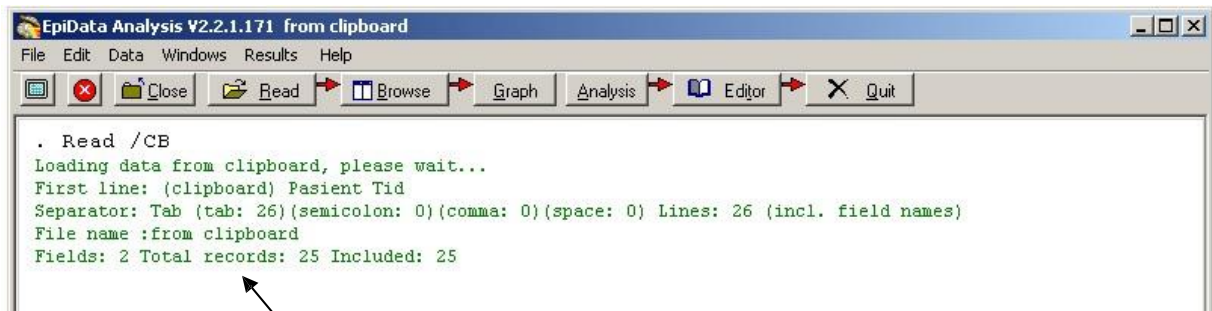 EpiData Analysis V2.2.1.171 from clipboard
File Edit Data Windows Results Help
Close Read Browse Graph Analysis Editor Quit
. Read /CB
Loading data from clipboard, please wait...
First line: (clipboard) Pasient Tid
Separator: Tab (tab: 26)(semicolon: 0)(comma: 0)(space: 0) Lines: 26 (incl. field names)
File name :from clipboard
Fields: 2 Total records: 25 Included: 25